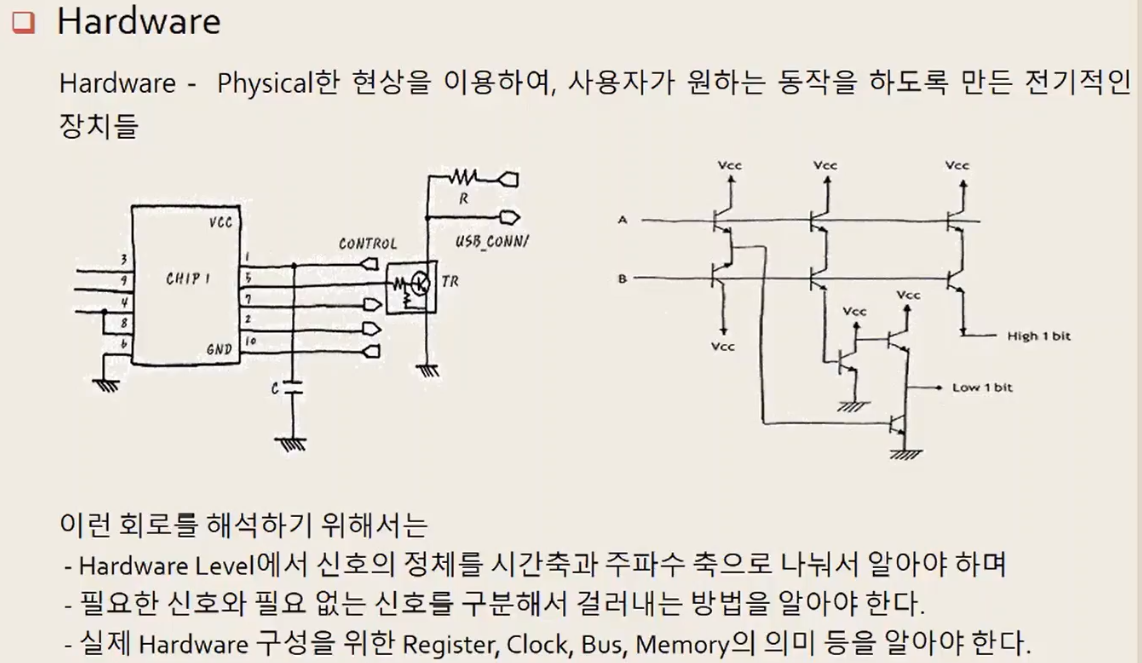 Hardware
Hardware - Physical한 현상을 이용하여, 사용자가 원하는 동작을 하도록 만든 전기적인
장치들
VCC
CHIP 1
GND
3
9
4
8
6
1
5
7
2
10
CONTROL
R
USB_CONN/
TR
C
Vcc
Vcc
Vcc
A
B
Vcc
Vcc
Vcc
High 1 bit
Low 1 bit
이런 회로를 해석하기 위해서는
- Hardware Level에서 신호의 정체를 시간축과 주파수 축으로 나눠서 알아야 하며
- 필요한 신호와 필요 없는 신호를 구분해서 걸러내는 방법을 알아야 한다.
- 실제 Hardware 구성을 위한 Register, Clock, Bus, Memory의 의미 등을 알아야 한다.